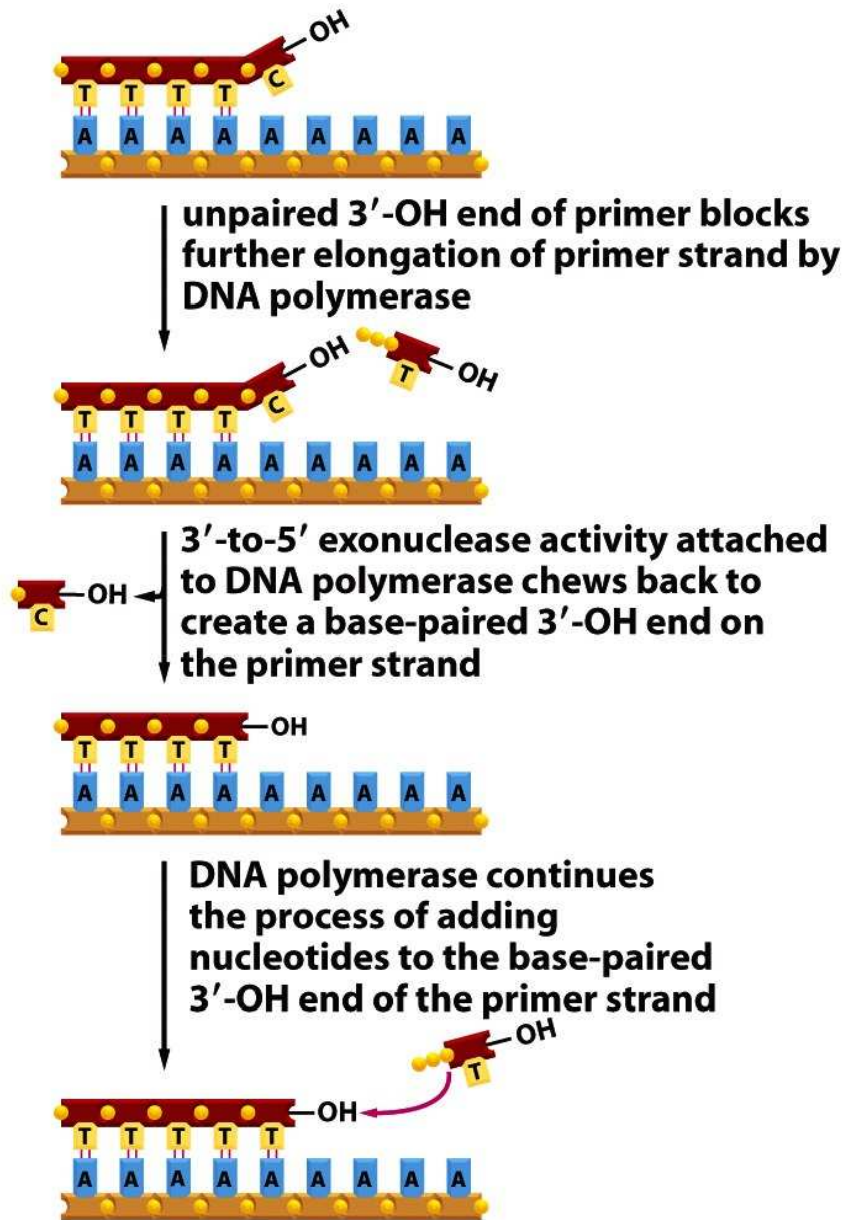 OH
T T T T C
A A A A A A A A A
unpaired 3′-OH end of primer blocks
further elongation of primer strand by
DNA polymerase
OH
T OH
T T T T C
A A A A A A A A A
3′-to-5′ exonuclease activity attached
to DNA polymerase chews back to
create a base-paired 3′-OH end on
the primer strand
OH
C
OH
T T T T
A A A A A A A A A
DNA polymerase continues
the process of adding
nucleotides to the base-paired
3′-OH end of the primer strand
OH
T
OH
T T T T T
A A A A A A A A A